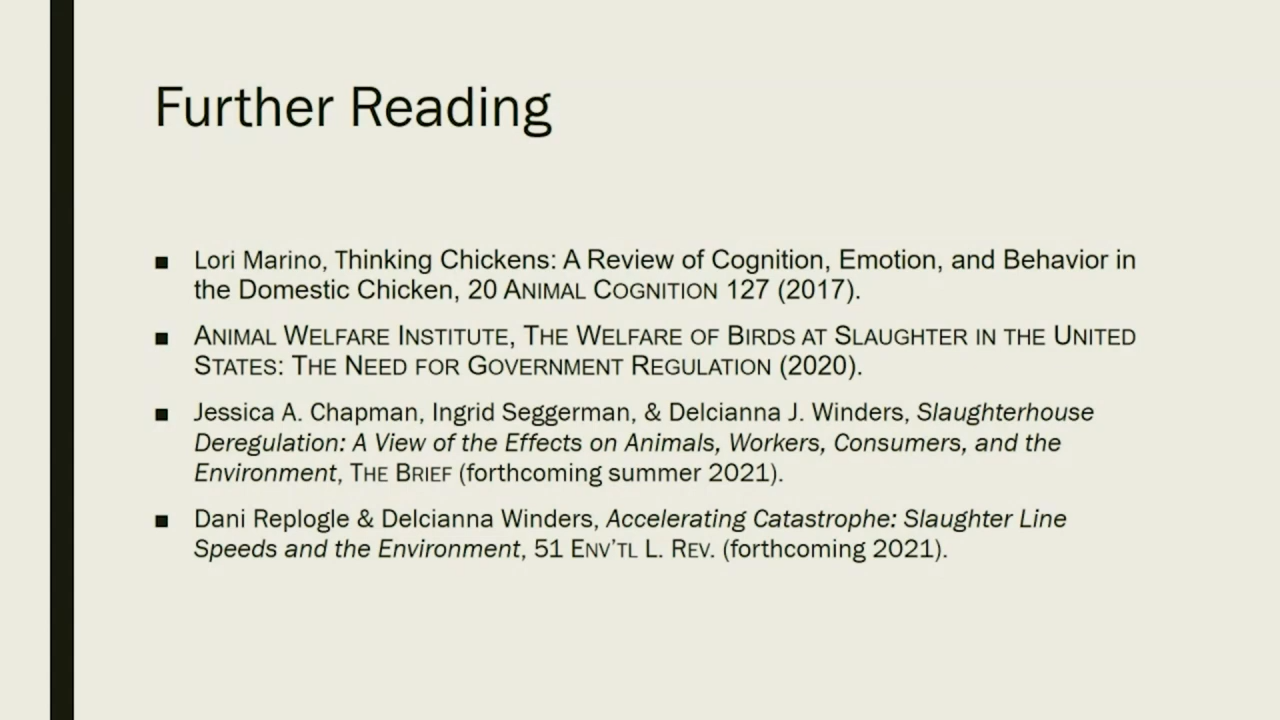 Further Reading
■ Lori Marino, Thinking Chickens: A Review of Cognition, Emotion, and Behavior in
the Domestic Chicken, 20 ANIMAL COGNITION 127 (2017).
■ ANIMAL WELFARE INSTITUTE, THE WELFARE OF BIRDS AT SLAUGHTER IN THE UNITED
STATES: THE NEED FOR GOVERNMENT REGULATION (2020).
■ Jessica A. Chapman, Ingrid Seggerman, & Delcianna J. Winders, Slaughterhouse
Deregulation: A View of the Effects on Animals, Workers, Consumers, and the
Environment, THE BRIEF (forthcoming summer 2021).
■ Dani Replogle & Delcianna Winders, Accelerating Catastrophe: Slaughter Line
Speeds and the Environment, 51 ENV'TL L. REV. (forthcoming 2021).